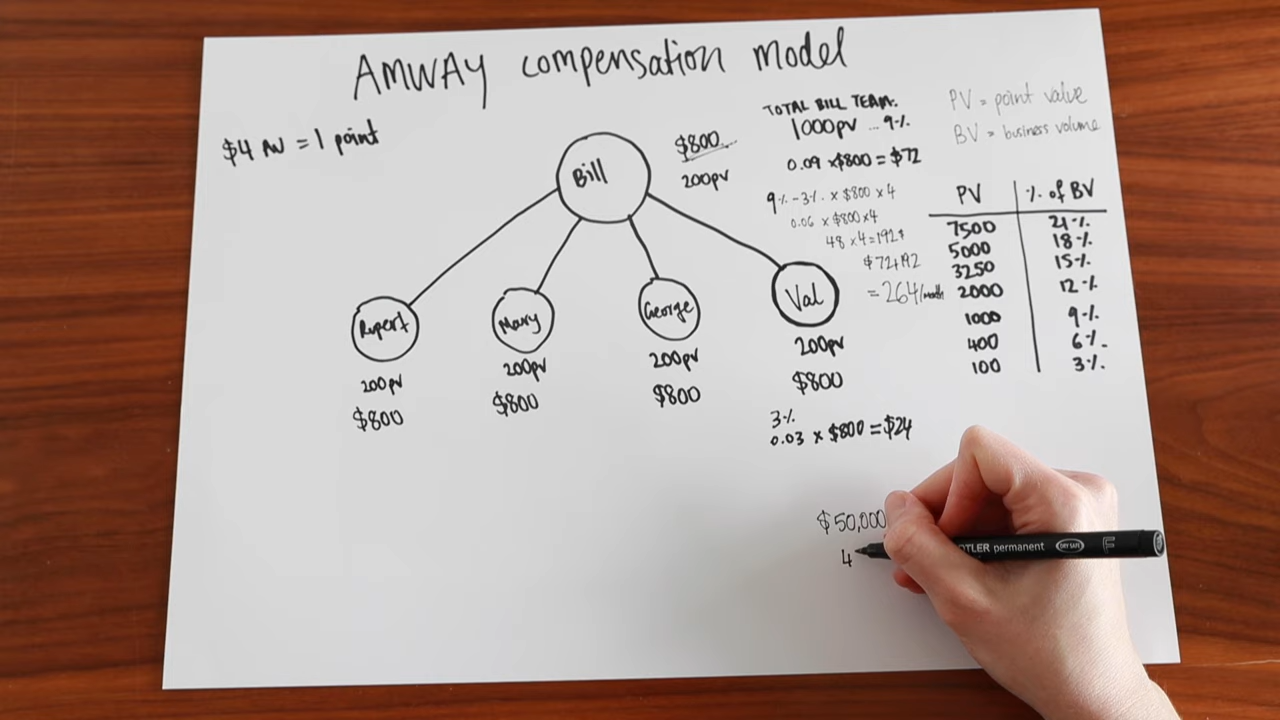 AMWAY compensation model
$4 AU = 1 point
Bill
$800
200pv
TOTAL BILL TEAM:
1000pv ... 9%
0.09 x $800 = $72
9% - 3% x $800 x 4
0.06 x $800 x 4
48 x 4 = 192$
$72+192
= 264/month
PV = point value
BV = business volume
PV % of BV
7500 21%
5000 18%
3250 15%
2000 12%
1000 9%
400 6%
100 3%
Rupert
200pv
$800
Mary
200pv
$800
George
200pv
$800
Val
200pv
$800
3%
0.03 x $800 = $24
$50,000
4
TLER permanent
DRY SAFE
F